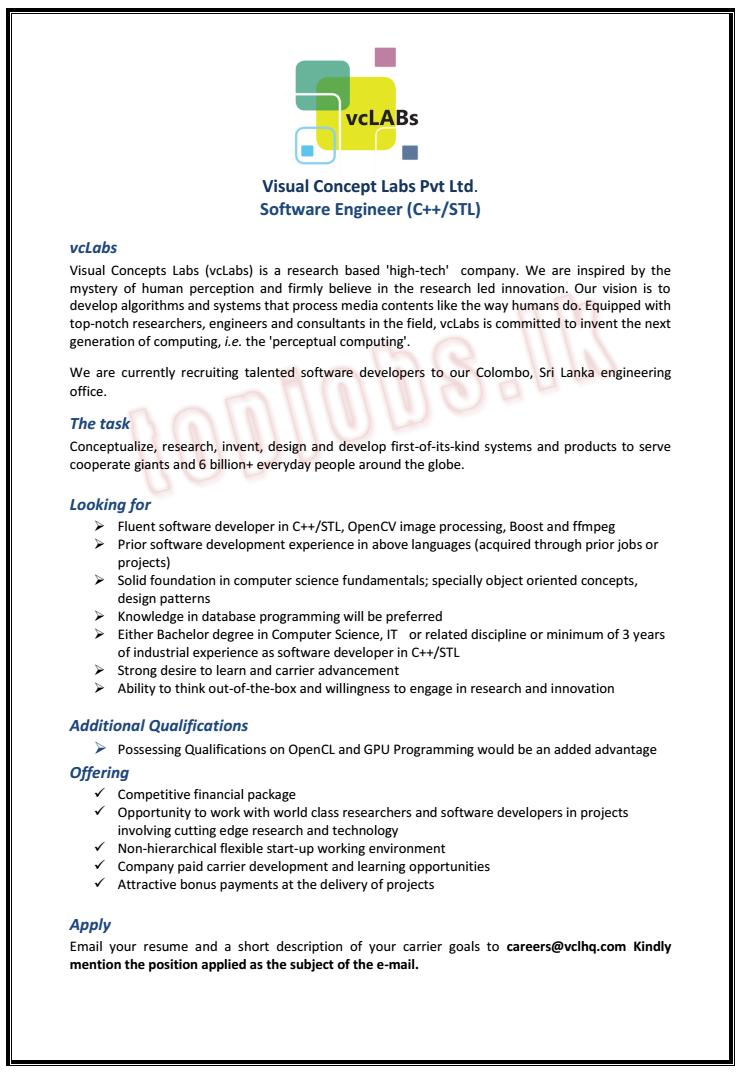 vcLABs
Visual Concept Labs Pvt Ltd.
Software Engineer (C++/STL)
vcLabs
Visual Concepts Labs (vcLabs) is a research based 'high-tech' company. We are inspired by the
mystery of human perception and firmly believe in the research led innovation. Our vision is to
develop algorithms and systems that process media contents like the way humans do. Equipped with
top-notch researchers, engineers and consultants in the field, vcLabs is committed to invent the next
generation of computing, i.e. the 'perceptual computing'.
We are currently recruiting talented software developers to our Colombo, Sri Lanka engineering
office.
topjobs.lk
The task
Conceptualize, research, invent, design and develop first-of-its-kind systems and products to serve
cooperate giants and 6 billion+ everyday people around the globe.
Looking for
➢ Fluent software developer in C++/STL, OpenCV image processing, Boost and ffmpeg
➢ Prior software development experience in above languages (acquired through prior jobs or
projects)
➢ Solid foundation in computer science fundamentals; specially object oriented concepts,
design patterns
➢ Knowledge in database programming will be preferred
➢ Either Bachelor degree in Computer Science, IT or related discipline or minimum of 3 years
of industrial experience as software developer in C++/STL
➢ Strong desire to learn and carrier advancement
➢ Ability to think out-of-the-box and willingness to engage in research and innovation
Additional Qualifications
➢ Possessing Qualifications on OpenCL and GPU Programming would be an added advantage
Offering
✓ Competitive financial package
✓ Opportunity to work with world class researchers and software developers in projects
involving cutting edge research and technology
✓ Non-hierarchical flexible start-up working environment
✓ Company paid carrier development and learning opportunities
✓ Attractive bonus payments at the delivery of projects
Apply
Email your resume and a short description of your carrier goals to careers@vclhq.com Kindly
mention the position applied as the subject of the e-mail.